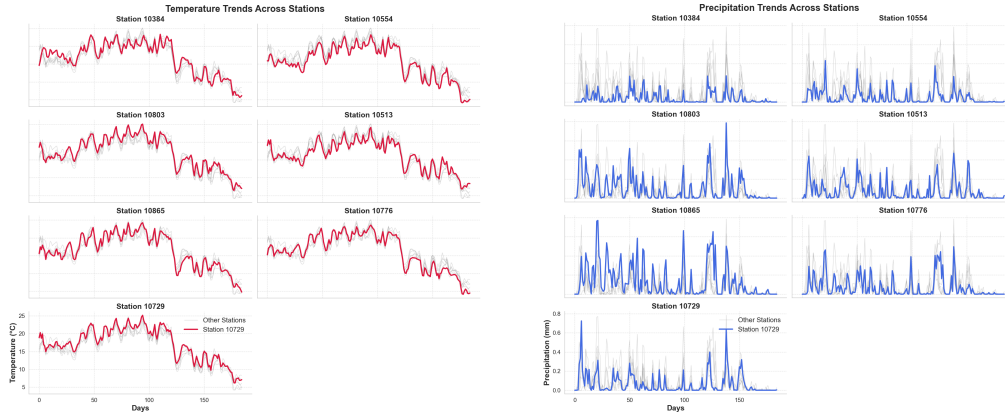 Temperature Trends Across Stations
Station 10384
Station 10554
Station 10803
Station 10513
Station 10865
Station 10776
Station 10729
Other Stations
Station 10729
Temperature (°C)
25
20
15
10
5
0
50
100
150
Days
Precipitation Trends Across Stations
Station 10384
Station 10554
Station 10803
Station 10513
Station 10865
Station 10776
Station 10729
Other Stations
Station 10729
Precipitation (mm)
0.8
0.6
0.4
0.2
0.0
0
50
100
150
Days